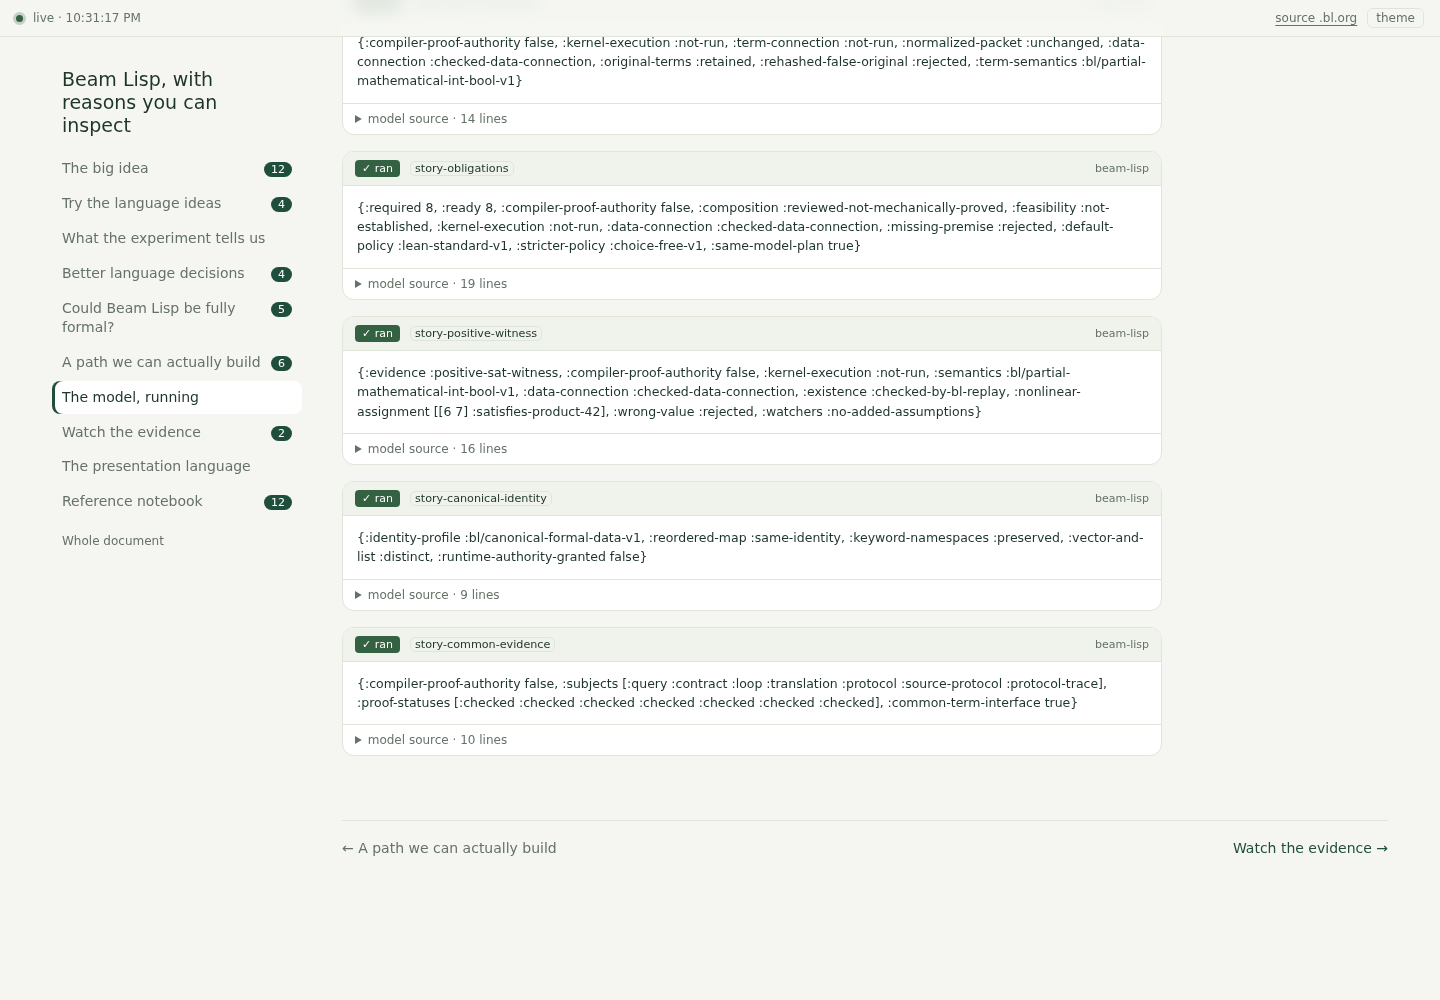 live · 10:31:17 PM
source .bl.org
theme
Beam Lisp, with
reasons you can
inspect
The big idea 12
Try the language ideas 4
What the experiment tells us
Better language decisions 4
Could Beam Lisp be fully
formal? 5
A path we can actually build 6
The model, running
Watch the evidence 2
The presentation language
Reference notebook 12
Whole document
{:compiler-proof-authority false, :kernel-execution :not-run, :term-connection :not-run, :normalized-packet :unchanged, :data-
connection :checked-data-connection, :original-terms :retained, :rehashed-false-original :rejected, :term-semantics :bl/partial-
mathematical-int-bool-v1}
▶ model source · 14 lines
✓ ran story-obligations beam-lisp
{:required 8, :ready 8, :compiler-proof-authority false, :composition :reviewed-not-mechanically-proved, :feasibility :not-
established, :kernel-execution :not-run, :data-connection :checked-data-connection, :missing-premise :rejected, :default-
policy :lean-standard-v1, :stricter-policy :choice-free-v1, :same-model-plan true}
▶ model source · 19 lines
✓ ran story-positive-witness beam-lisp
{:evidence :positive-sat-witness, :compiler-proof-authority false, :kernel-execution :not-run, :semantics :bl/partial-
mathematical-int-bool-v1, :data-connection :checked-data-connection, :existence :checked-by-bl-replay, :nonlinear-
assignment [[6 7] :satisfies-product-42], :wrong-value :rejected, :watchers :no-added-assumptions}
▶ model source · 16 lines
✓ ran story-canonical-identity beam-lisp
{:identity-profile :bl/canonical-formal-data-v1, :reordered-map :same-identity, :keyword-namespaces :preserved, :vector-and-
list :distinct, :runtime-authority-granted false}
▶ model source · 9 lines
✓ ran story-common-evidence beam-lisp
{:compiler-proof-authority false, :subjects [:query :contract :loop :translation :protocol :source-protocol :protocol-trace],
:proof-statuses [:checked :checked :checked :checked :checked :checked :checked], :common-term-interface true}
▶ model source · 10 lines
← A path we can actually build
Watch the evidence →